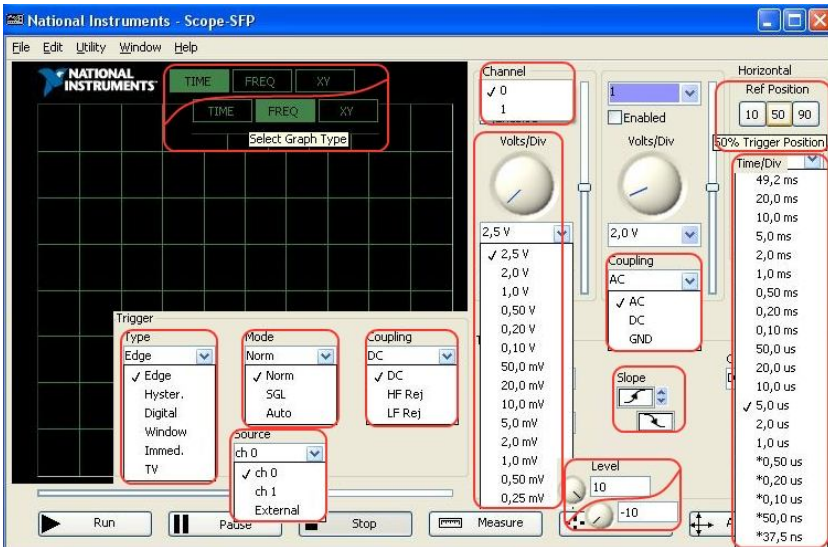 National Instruments - Scope-SFP
File Edit Utility Window Help
NATIONAL
INSTRUMENTS
TIME FREQ XY
TIME FREQ XY
Select Graph Type
Channel
✓ 0
1
1
Enabled
Volts/Div
2,5 V
✓ 2,5 V
2,0 V
1,0 V
0,50 V
0,20 V
0,10 V
50,0 mV
20,0 mV
10,0 mV
5,0 mV
2,0 mV
1,0 mV
0,50 mV
0,25 mV
Volts/Div
2,0 V
Coupling
AC
✓ AC
DC
GND
Slope
Level
10
-10
Horizontal
Ref Position
10 50 90
50% Trigger Position
Time/Div
49,2 ms
20,0 ms
10,0 ms
5,0 ms
2,0 ms
1,0 ms
0,50 ms
0,20 ms
0,10 ms
50,0 us
20,0 us
10,0 us
✓ 5,0 us
2,0 us
1,0 us
*0,50 us
*0,20 us
*0,10 us
*50,0 ns
*37,5 ns
Trigger
Type
Edge
✓ Edge
Hyster.
Digital
Window
Immed.
TV
Mode
Norm
✓ Norm
SGL
Auto
Coupling
DC
✓ DC
HF Rej
LF Rej
Source
ch 0
✓ ch 0
ch 1
External
Run Pause Stop Measure